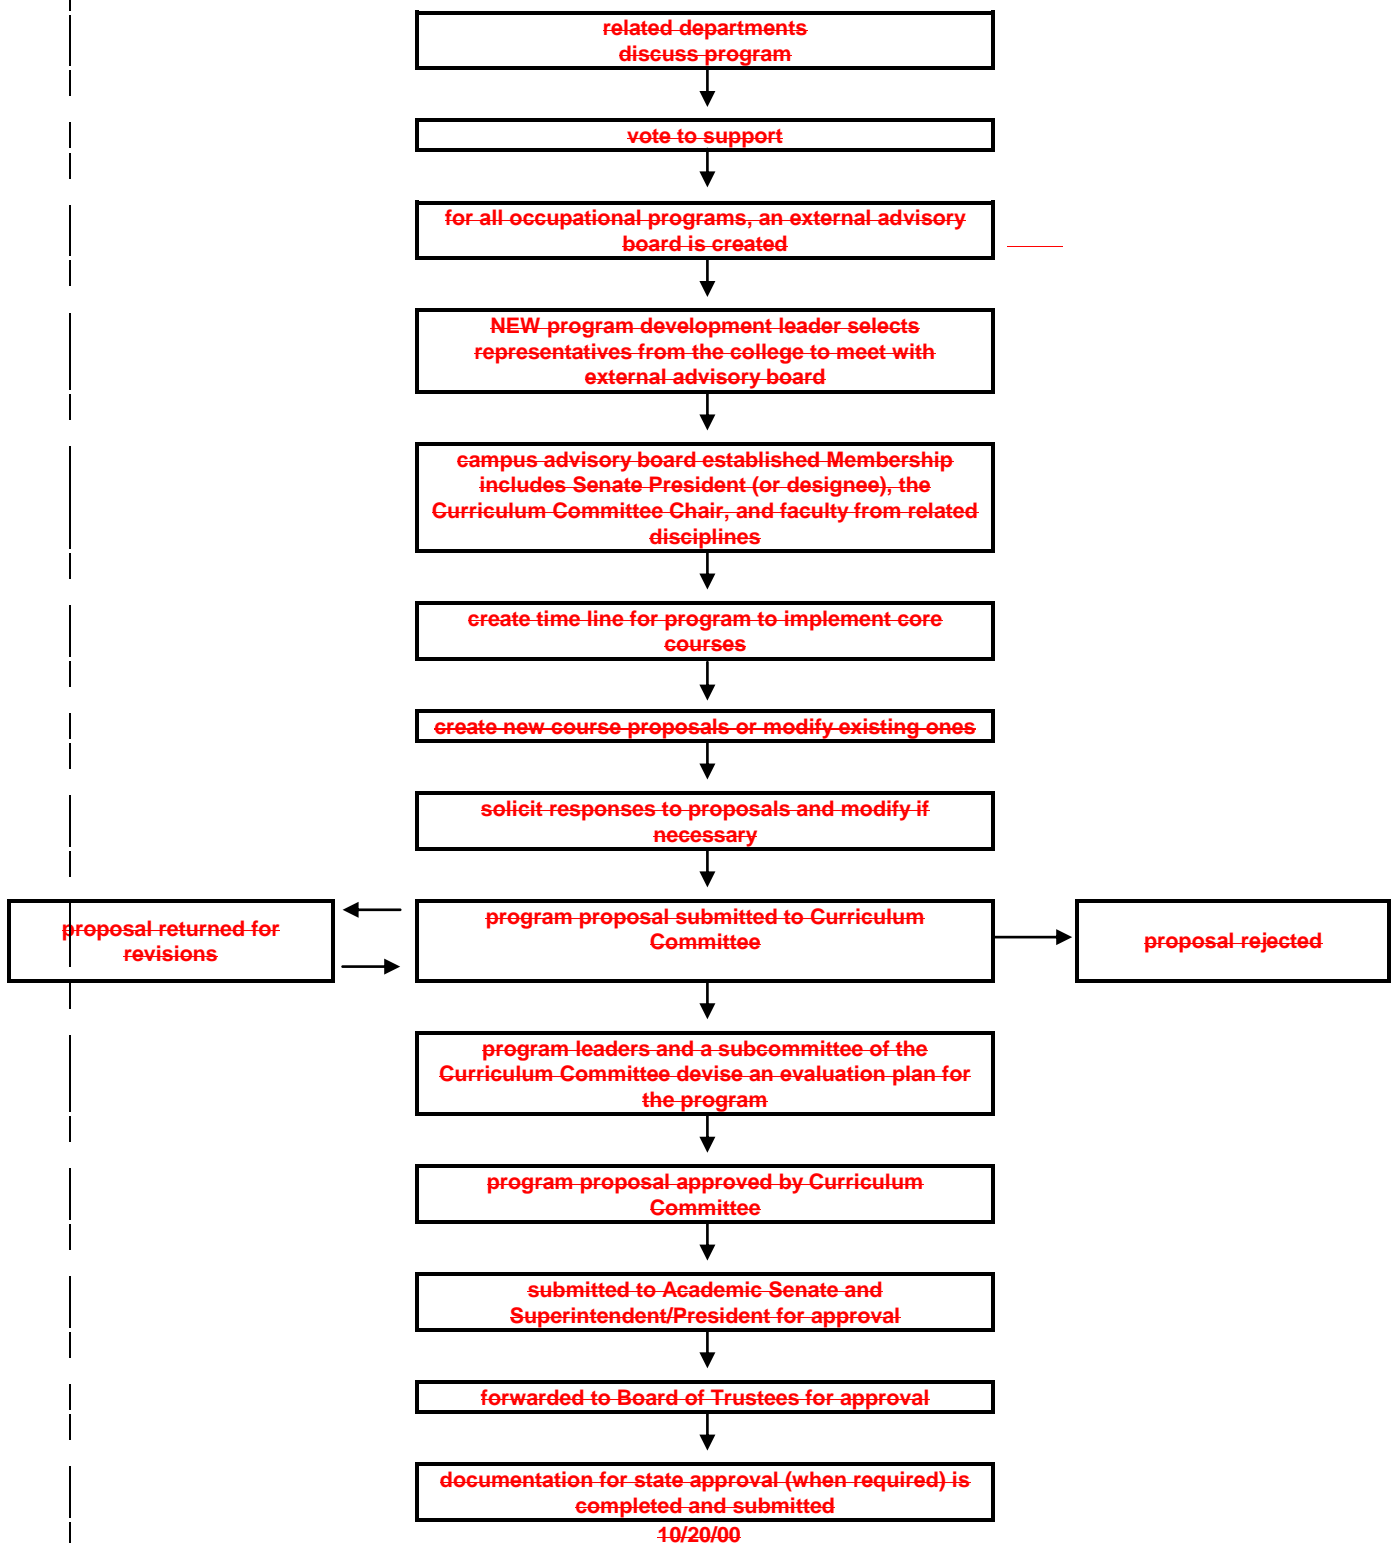 related departments
discuss program
vote to support
for all occupational programs, an external advisory
board is created
NEW program development leader selects
representatives from the college to meet with
external advisory board
campus advisory board established Membership
includes Senate President (or designee), the
Curriculum Committee Chair, and faculty from related
disciplines
create time line for program to implement core
courses
create new course proposals or modify existing ones
solicit responses to proposals and modify if
necessary
proposal returned for
revisions
program proposal submitted to Curriculum
Committee
proposal rejected
program leaders and a subcommittee of the
Curriculum Committee devise an evaluation plan for
the program
program proposal approved by Curriculum
Committee
submitted to Academic Senate and
Superintendent/President for approval
forwarded to Board of Trustees for approval
documentation for state approval (when required) is
completed and submitted
10/20/00